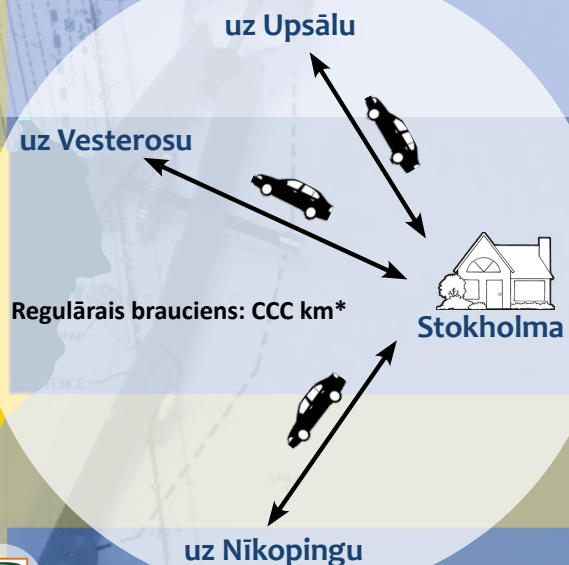 uz Upsālu
uz Vesterosu
Regulārais brauciens: CCC km*
Stokholma
uz Nīkopingu